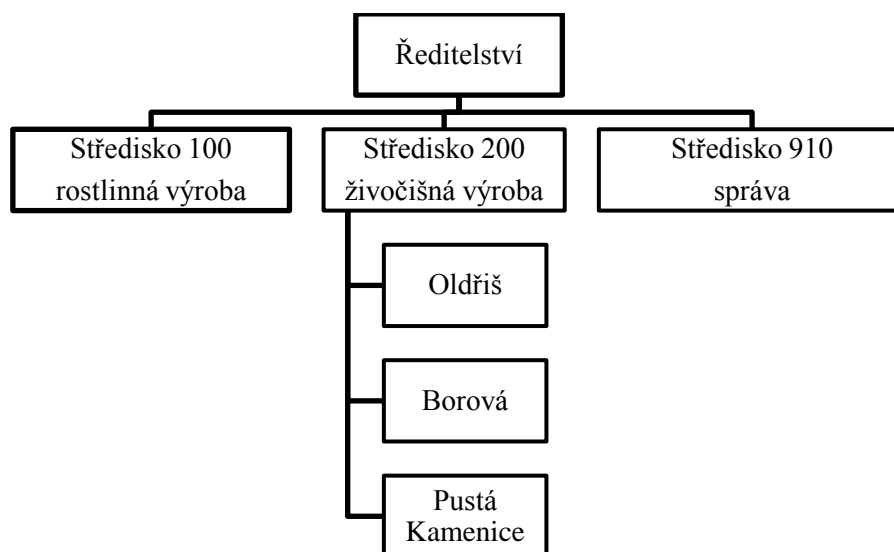 Ředitelství
Středisko 100
rostlinná výroba
Středisko 200
živočišná výroba
Středisko 910
správa
Oldřiš
Borová
Pustá
Kamenice